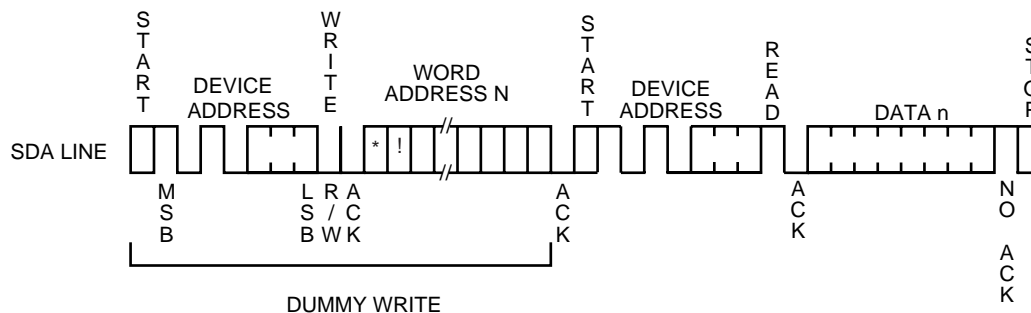 START
WRITE
START
READ
STOP
DEVICE
ADDRESS
WORD
ADDRESS N
DEVICE
ADDRESS
DATA n
SDA LINE
* !
MSB
LSB
R/W
ACK
ACK
ACK
NO ACK
DUMMY WRITE